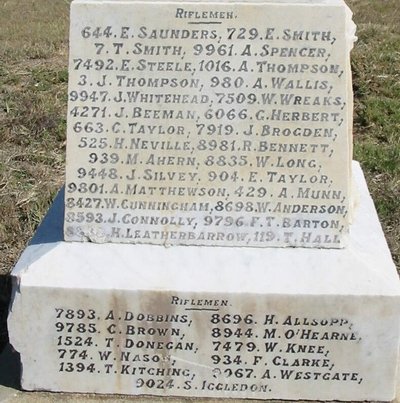 RIFLEMEN.
644. E. SAUNDERS, 729. E. SMITH,
7. T. SMITH, 9961. A. SPENCER,
7492. E. STEELE, 1016. A. THOMPSON,
3. J. THOMPSON, 980. A. WALLIS,
9947. J. WHITEHEAD, 7509. W. WREAKS,
4271. J. BEEMAN, 6066. C. HERBERT,
663. C. TAYLOR, 7919. J. BROGDEN,
525. H. NEVILLE, 8981. R. BENNETT,
939. M. AHERN, 8835. W. LONG,
9448. J. SILVEY, 904. E. TAYLOR,
9801. A. MATTHEWSON, 429. A. MUNN,
8427. W. CUNNINGHAM, 8698. W. ANDERSON,
8593. J. CONNOLLY, 9796. F. T. BARTON,
H. LEATHERBARROW, 119. T. HALL
RIFLEMEN.
7893. A. DOBBINS, 8696. H. ALLSOPP,
9785. C. BROWN, 8944. M. O'HEARNE,
1524. T. DONEGAN, 7479. W. KNEE,
774. W. NASON, 934. F. CLARKE,
1394. T. KITCHING, 9067. A. WESTGATE,
9024. S. IGGLEDON.